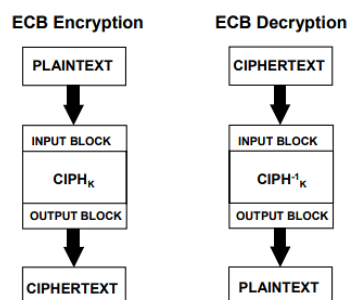 ECB Encryption
PLAINTEXT
INPUT BLOCK
CIPHK
OUTPUT BLOCK
CIPHERTEXT
ECB Decryption
CIPHERTEXT
INPUT BLOCK
CIPH-1K
OUTPUT BLOCK
PLAINTEXT